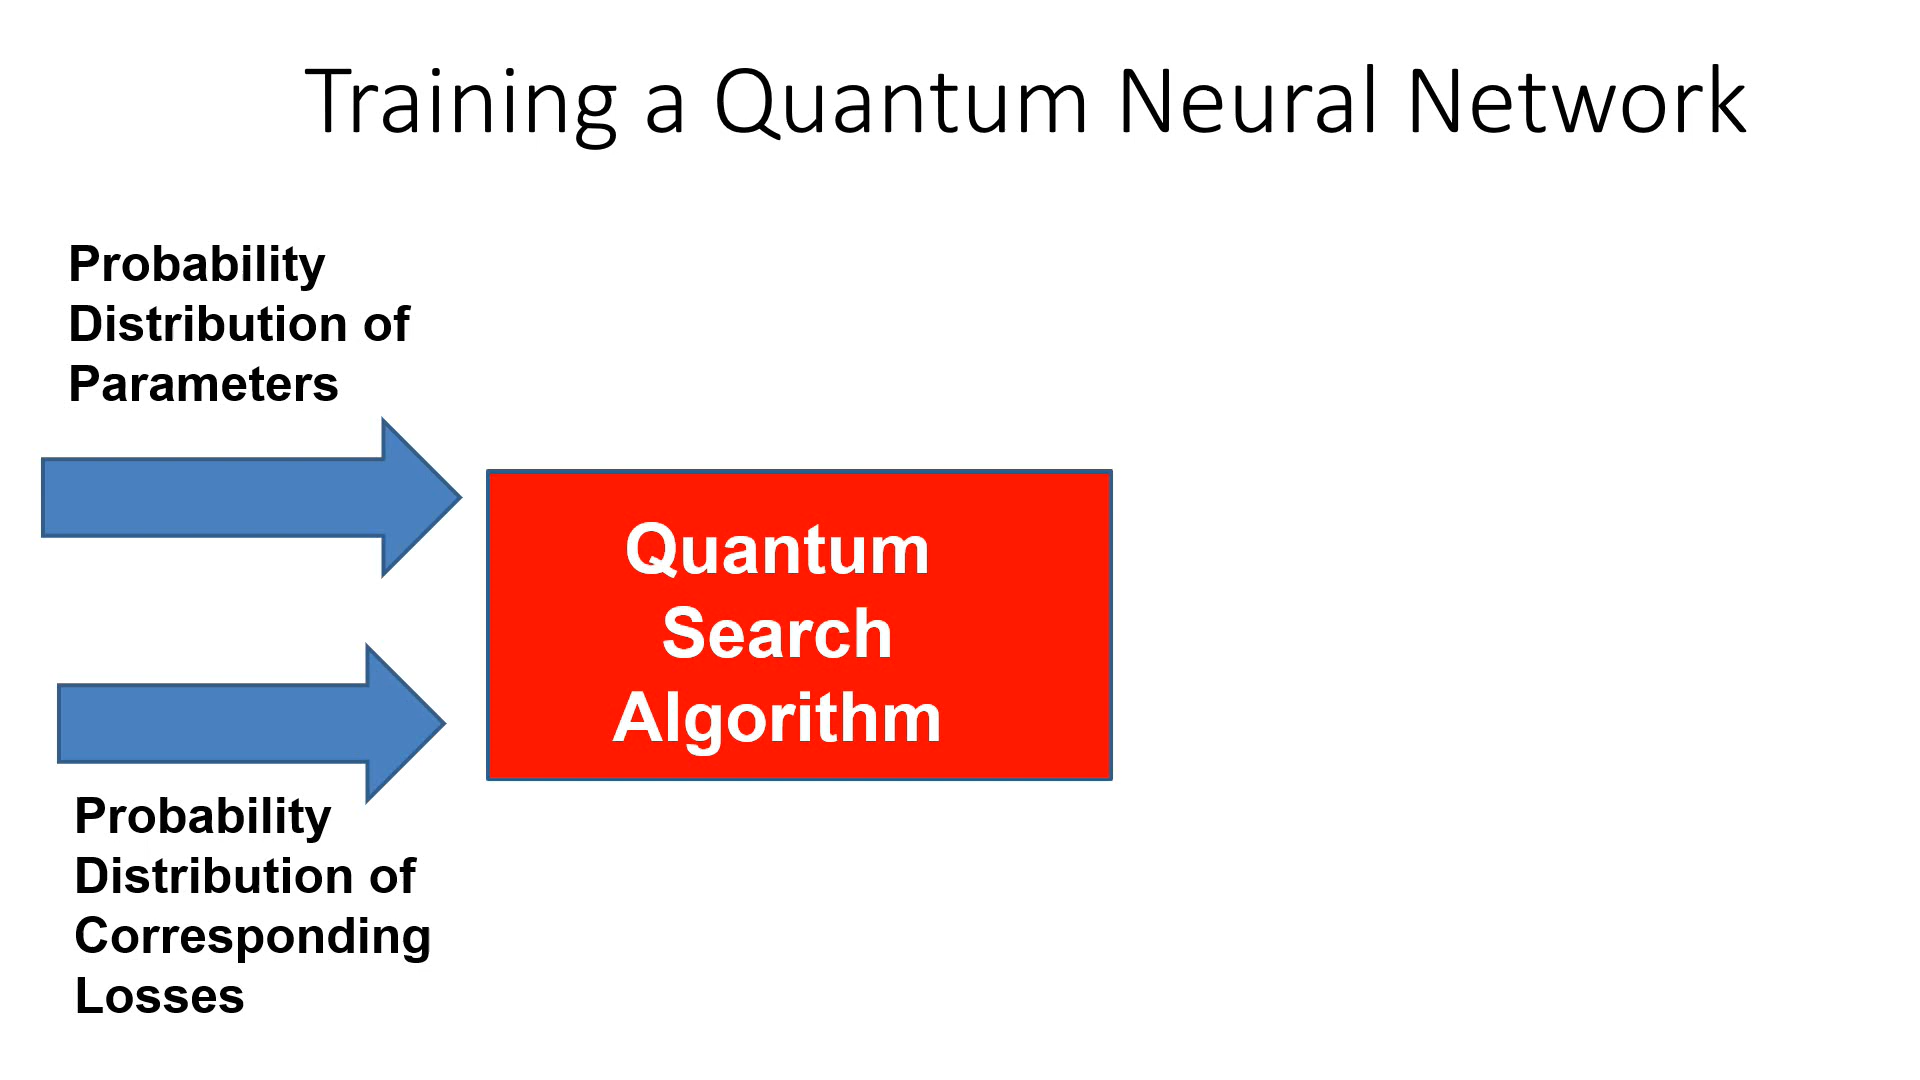 Training a Quantum Neural Network
Probability
Distribution of
Parameters
Quantum
Search
Algorithm
Probability
Distribution of
Corresponding
Losses